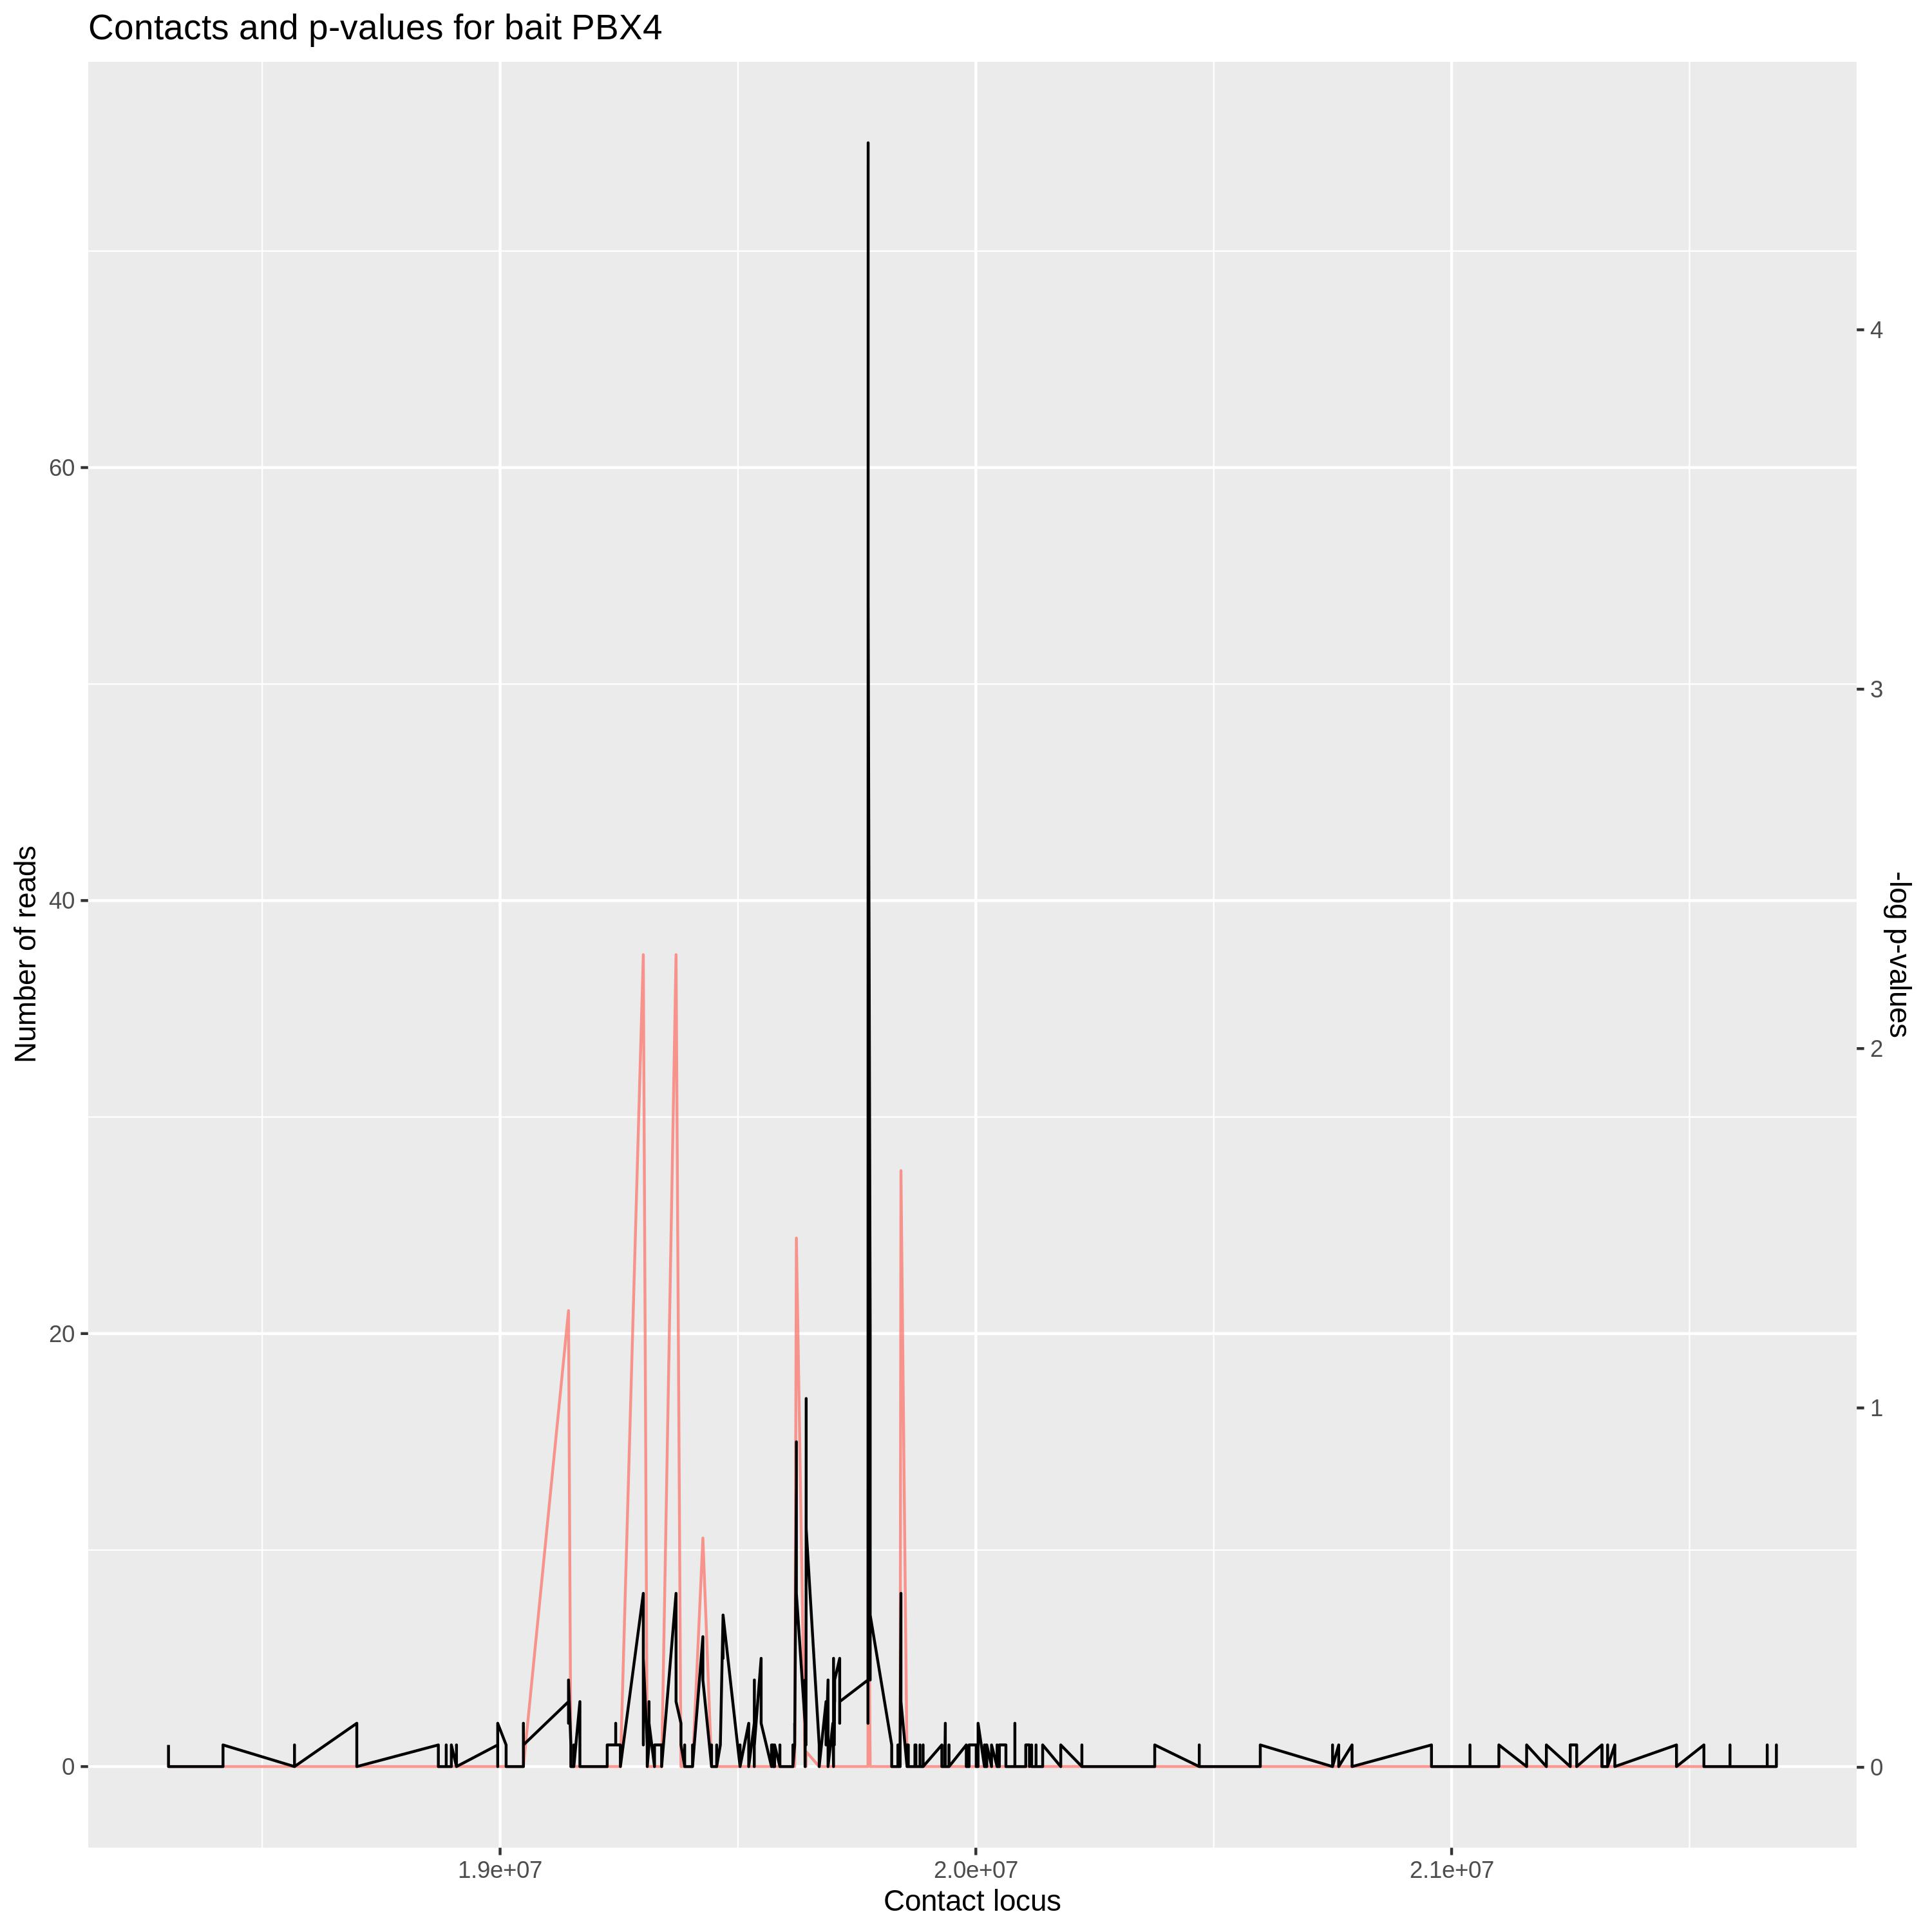 Contacts and p-values for bait PBX4
Number of reads
60
40
20
0
4
3
2
1
0
-log p-values
1.9e+07
2.0e+07
2.1e+07
Contact locus